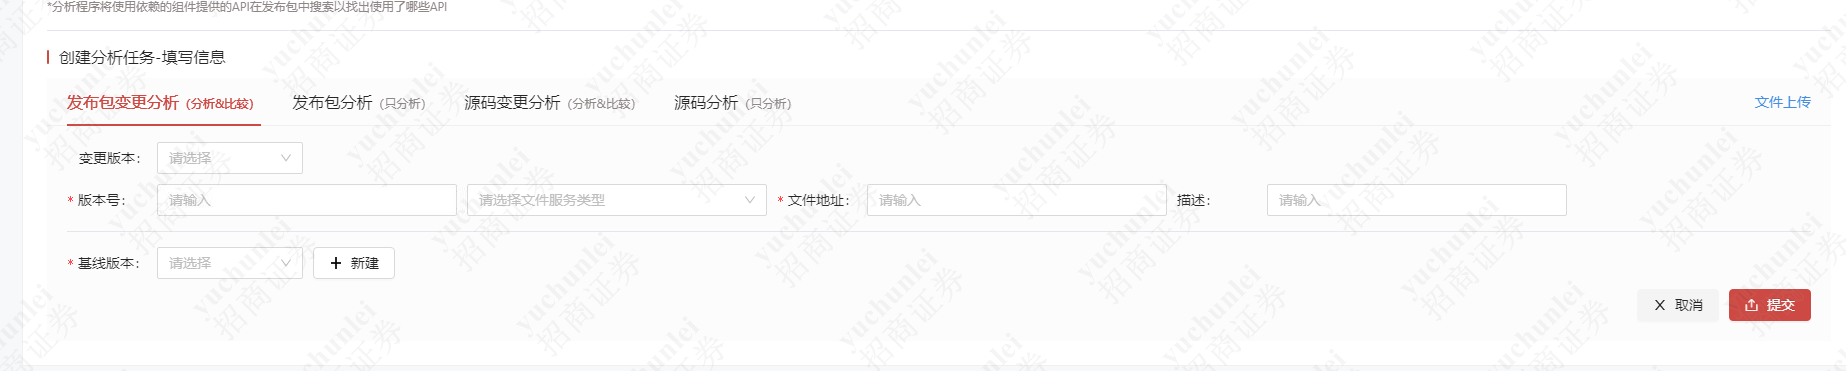 *分析程序将使用依赖的组件提供的API在发布包中搜索以找出使用了哪些API
创建分析任务-填写信息
发布包变更分析 (分析&比较) 发布包分析 (只分析) 源码变更分析 (分析&比较) 源码分析 (只分析) 文件上传
变更版本: 请选择
* 版本号: 请输入 请选择文件服务类型 * 文件地址: 请输入 描述: 请输入
* 基线版本: 请选择 + 新建
X 取消 提交
yuchunlei
招商证券